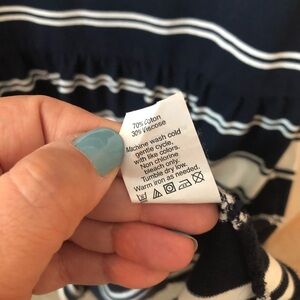 70% Cotton
30% Viscose
Machine wash cold
gentle cycle,
with like colors.
Non chlorine
bleach only.
Tumble dry low.
Warm iron as needed.